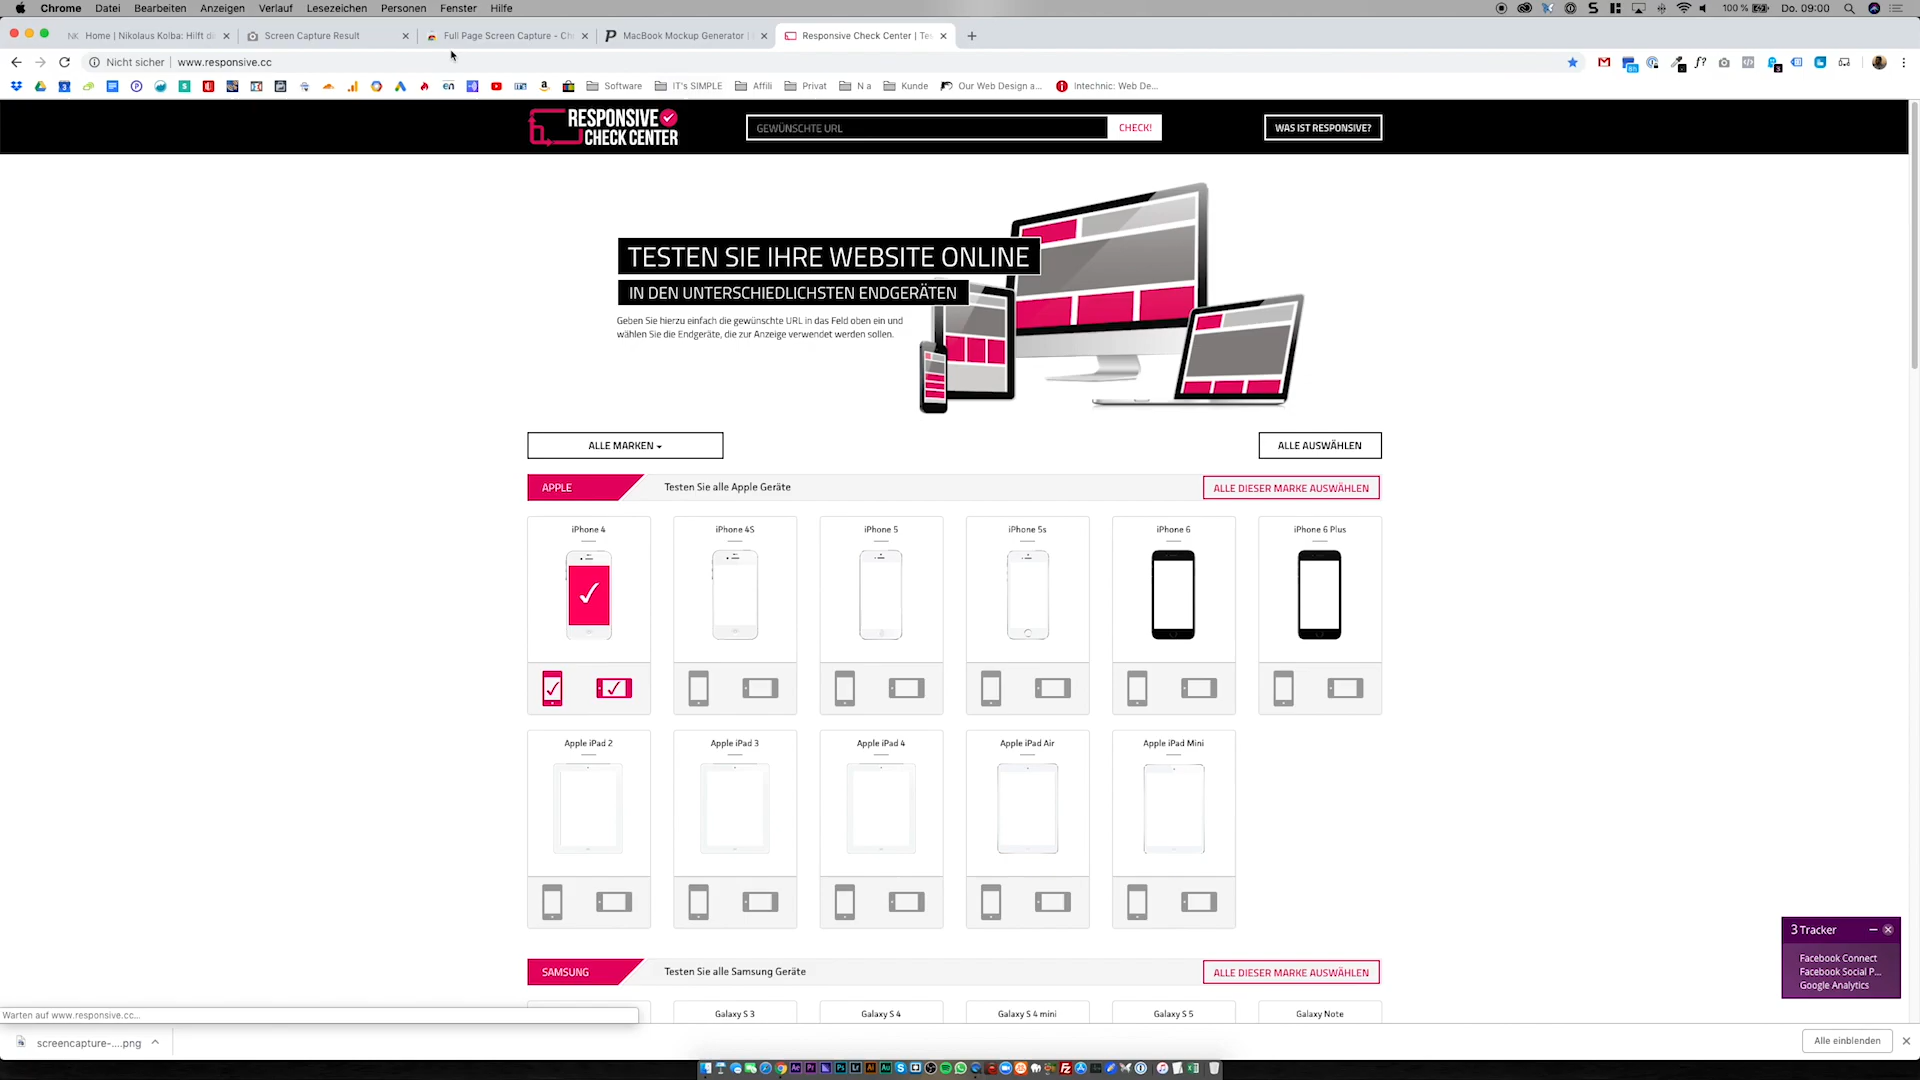 Chrome Datei Bearbeiten Anzeigen Verlauf Lesezeichen Personen Fenster Hilfe
100 % Do. 09:00
NK Home | Nikolaus Kolba: Hilft di
Screen Capture Result
Full Page Screen Capture - Ch
MacBook Mockup Generator |
Responsive Check Center | Tes
Nicht sicher | www.responsive.cc
Software
IT's SIMPLE
Affili
Privat
N a
Kunde
Our Web Design a...
Intechnic: Web De...
RESPONSIVE
CHECK CENTER
GEWÜNSCHTE URL
CHECK!
WAS IST RESPONSIVE?
TESTEN SIE IHRE WEBSITE ONLINE
IN DEN UNTERSCHIEDLICHSTEN ENDGERÄTEN
Geben Sie hierzu einfach die gewünschte URL in das Feld oben ein und
wählen Sie die Endgeräte, die zur Anzeige verwendet werden sollen.
ALLE MARKEN
ALLE AUSWÄHLEN
APPLE
Testen Sie alle Apple Geräte
ALLE DIESER MARKE AUSWÄHLEN
iPhone 4
iPhone 4S
iPhone 5
iPhone 5s
iPhone 6
iPhone 6 Plus
Apple iPad 2
Apple iPad 3
Apple iPad 4
Apple iPad Air
Apple iPad Mini
SAMSUNG
Testen Sie alle Samsung Geräte
ALLE DIESER MARKE AUSWÄHLEN
Galaxy S 3
Galaxy S 4
Galaxy S 4 mini
Galaxy S 5
Galaxy Note
3 Tracker
Facebook Connect
Facebook Social P...
Google Analytics
Warten auf www.responsive.cc...
screencapture-....png
Alle einblenden